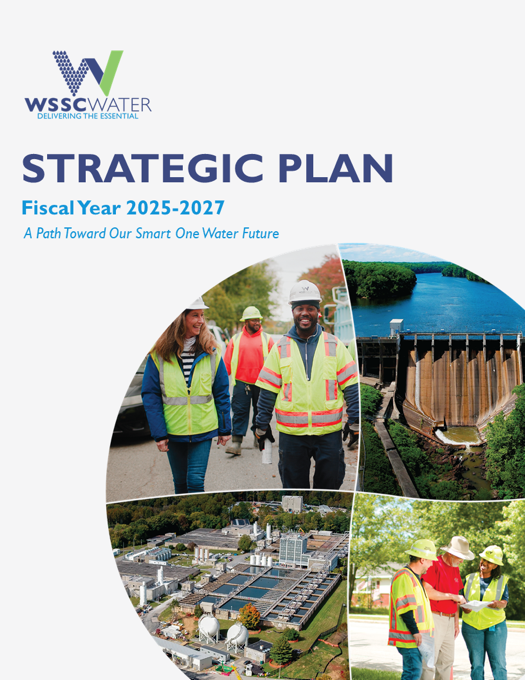 WSSCWATER
DELIVERING THE ESSENTIAL
STRATEGIC PLAN
Fiscal Year 2025-2027
A Path Toward Our Smart One Water Future